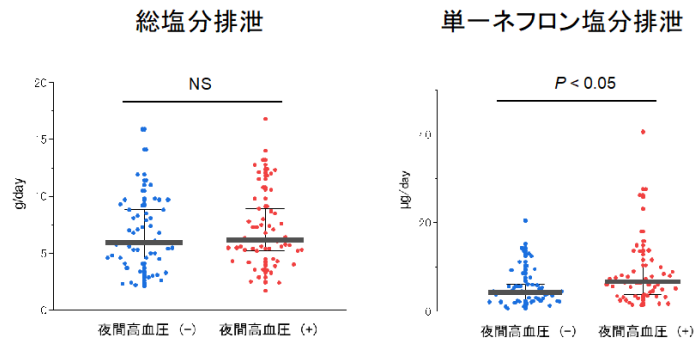 総塩分排泄
単一ネフロン塩分排泄
NS
P < 0.05
g/day
20
15
10
5
0
μg/day
40
20
0
夜間高血圧 (−)
夜間高血圧 (+)
夜間高血圧 (−)
夜間高血圧 (+)